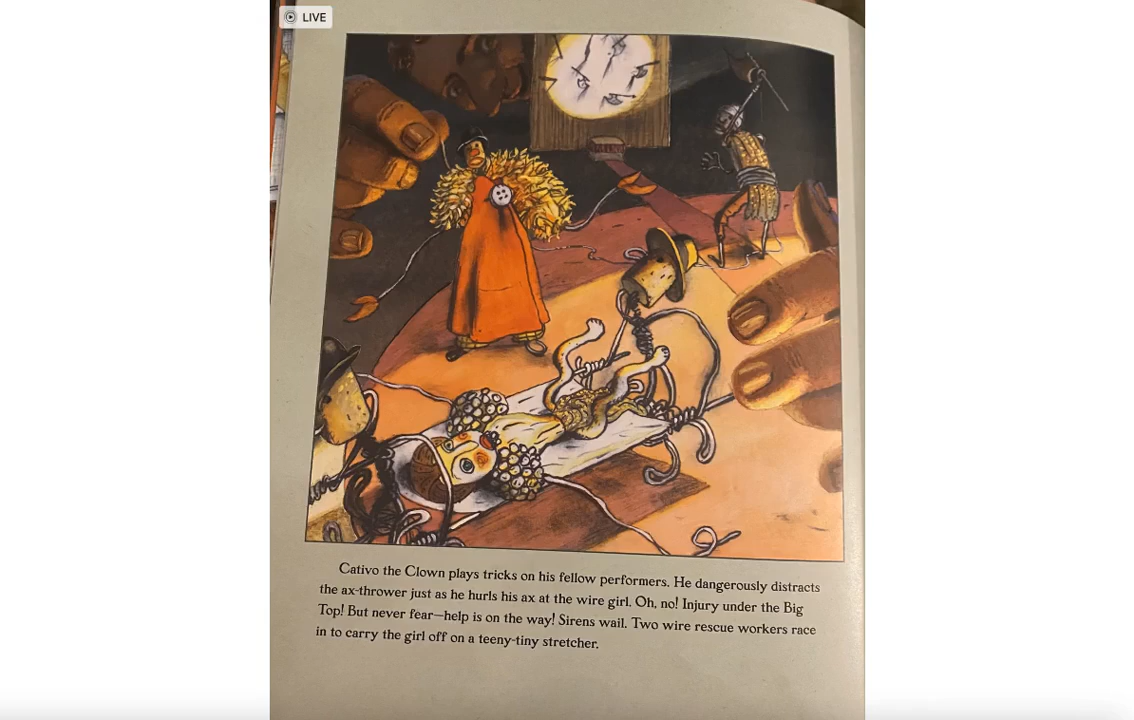 LIVE
Cativo the Clown plays tricks on his fellow performers. He dangerously distracts
the ax-thrower just as he hurls his ax at the wire girl. Oh, no! Injury under the Big
Top! But never fear—help is on the way! Sirens wail. Two wire rescue workers race
in to carry the girl off on a teeny-tiny stretcher.